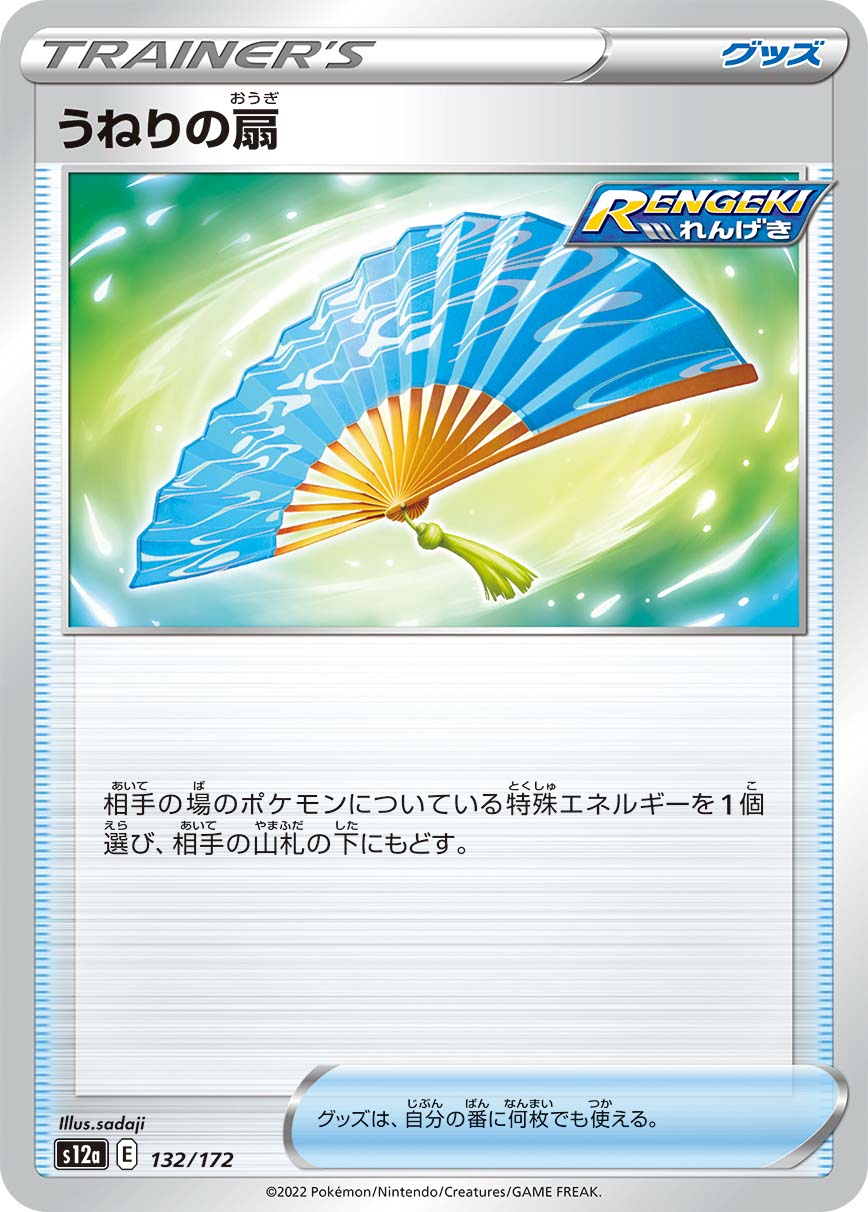 TRAINER'S
グッズ
おうぎ
うねりの扇
RENGEKI
れんげき
あいて ば とくしゅ こ
相手の場のポケモンについている特殊エネルギーを1個
えら あいて やまふだ した
選び、相手の山札の下にもどす。
じぶん ばん なんまい つか
グッズは、自分の番に何枚でも使える。
Illus.sadaji
s12a E 132/172
©2022 Pokémon/Nintendo/Creatures/GAME FREAK.